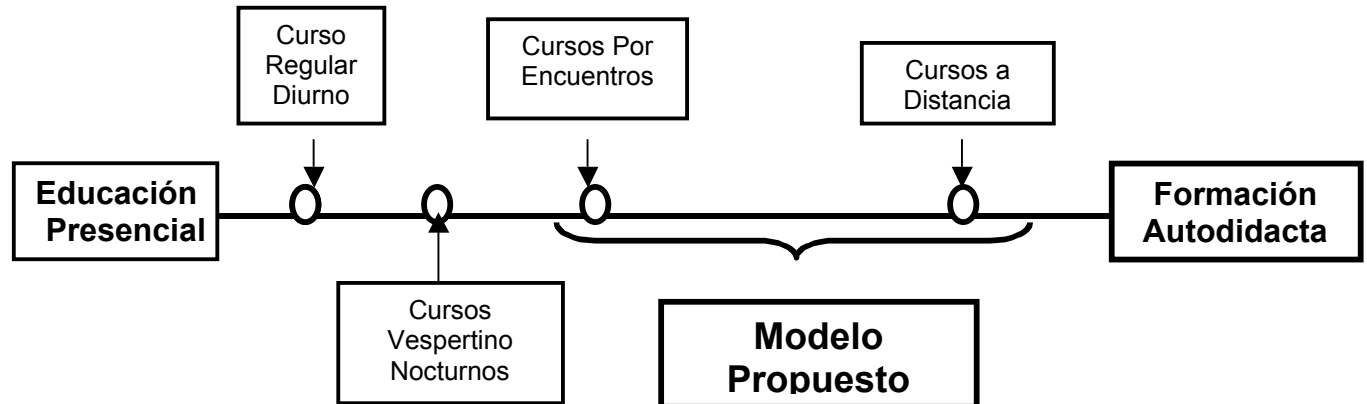 Curso
Regular
Diurno
Cursos Por
Encuentros
Cursos a
Distancia
Educación
Presencial
Formación
Autodidacta
Cursos
Vespertino
Nocturnos
Modelo
Propuesto